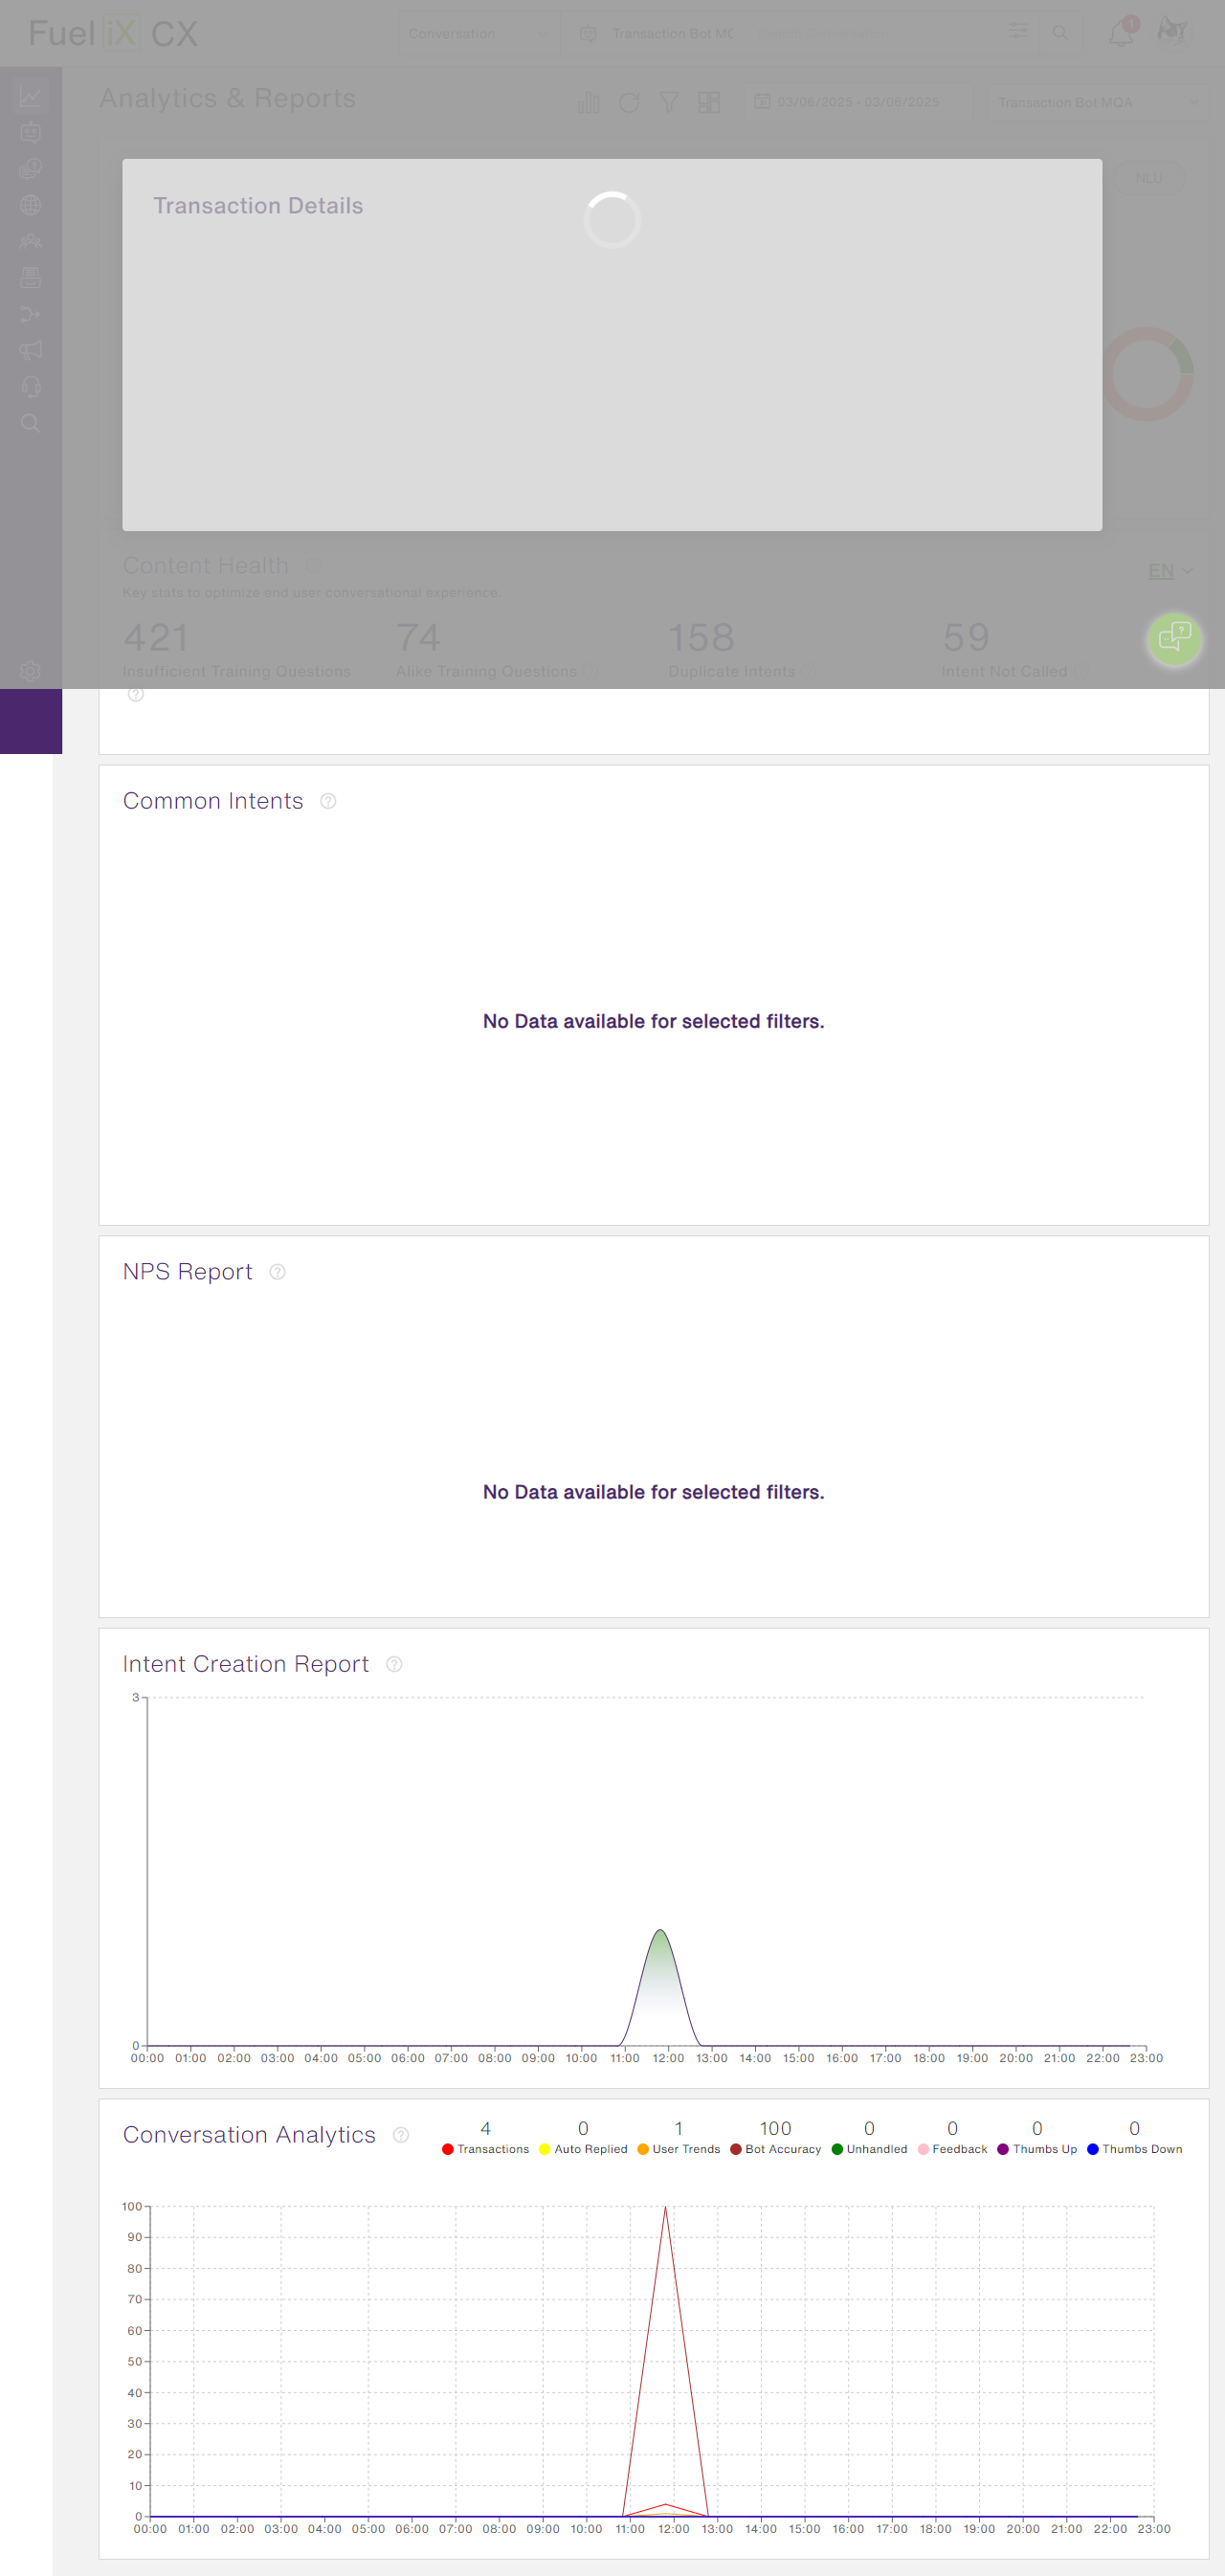 Fuel iX CX
Conversation
Transaction Bot MQ
1
Analytics & Reports
03/06/2025 - 03/06/2025
Transaction Bot MQA
NLU
Transaction Details
Content Health
EN
Key stats to optimize end user conversational experience.
421 74 158 59
Insufficient Training Questions Alike Training Questions Duplicate Intents Intent Not Called
Common Intents
No Data available for selected filters.
NPS Report
No Data available for selected filters.
Intent Creation Report
3
0
00:00 01:00 02:00 03:00 04:00 05:00 06:00 07:00 08:00 09:00 10:00 11:00 12:00 13:00 14:00 15:00 16:00 17:00 18:00 19:00 20:00 21:00 22:00 23:00
Conversation Analytics
4 0 1 100 0 0 0 0
Transactions Auto Replied User Trends Bot Accuracy Unhandled Feedback Thumbs Up Thumbs Down
100
90
80
70
60
50
40
30
20
10
0
00:00 01:00 02:00 03:00 04:00 05:00 06:00 07:00 08:00 09:00 10:00 11:00 12:00 13:00 14:00 15:00 16:00 17:00 18:00 19:00 20:00 21:00 22:00 23:00